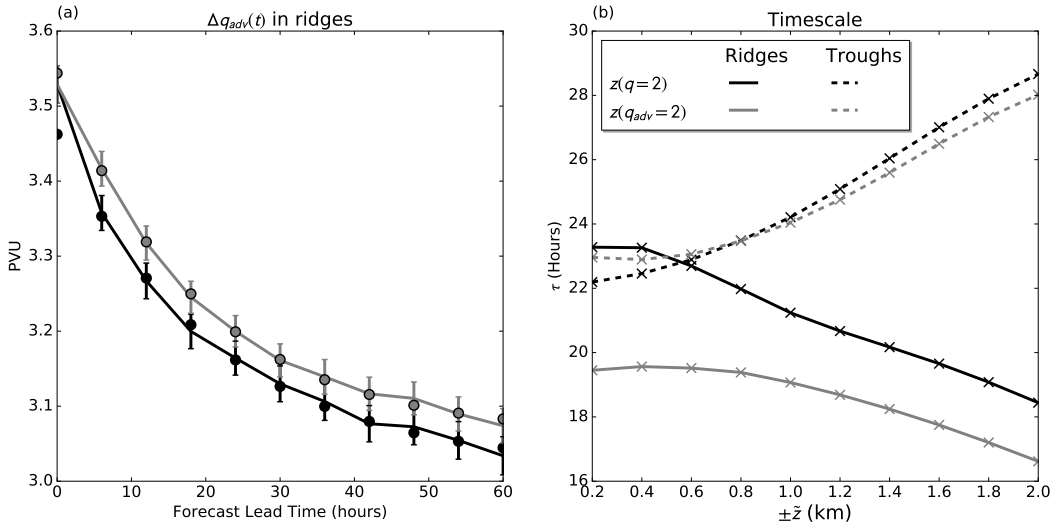 (a)
Δq_adv(t) in ridges
3.6
3.5
3.4
3.3
3.2
3.1
3.0
PVU
0 10 20 30 40 50 60
Forecast Lead Time (hours)
(b)
Timescale
Ridges Troughs
z(q=2)
z(q_adv=2)
30
28
26
24
22
20
18
16
τ (Hours)
0.2 0.4 0.6 0.8 1.0 1.2 1.4 1.6 1.8 2.0
±z̃ (km)